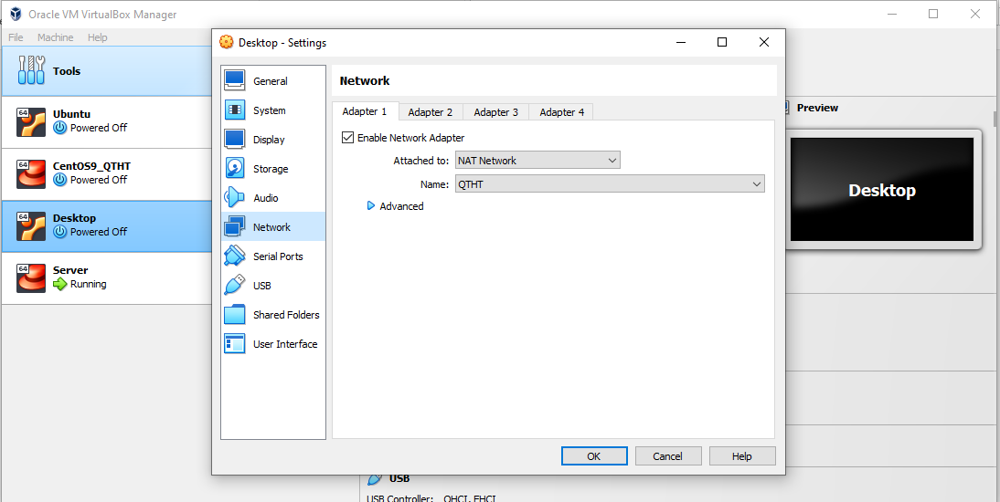 Oracle VM VirtualBox Manager
File Machine Help
Tools
64
Ubuntu
Powered Off
64
CentOS9_QTHT
Powered Off
64
Desktop
Powered Off
64
Server
Running
Desktop - Settings
General
System
Display
Storage
Audio
Network
Serial Ports
USB
Shared Folders
User Interface
Network
Adapter 1 Adapter 2 Adapter 3 Adapter 4
Enable Network Adapter
Attached to: NAT Network
Name: QTHT
Advanced
OK Cancel Help
Preview
Desktop
USB
USB Controller: OHCI, EHCI